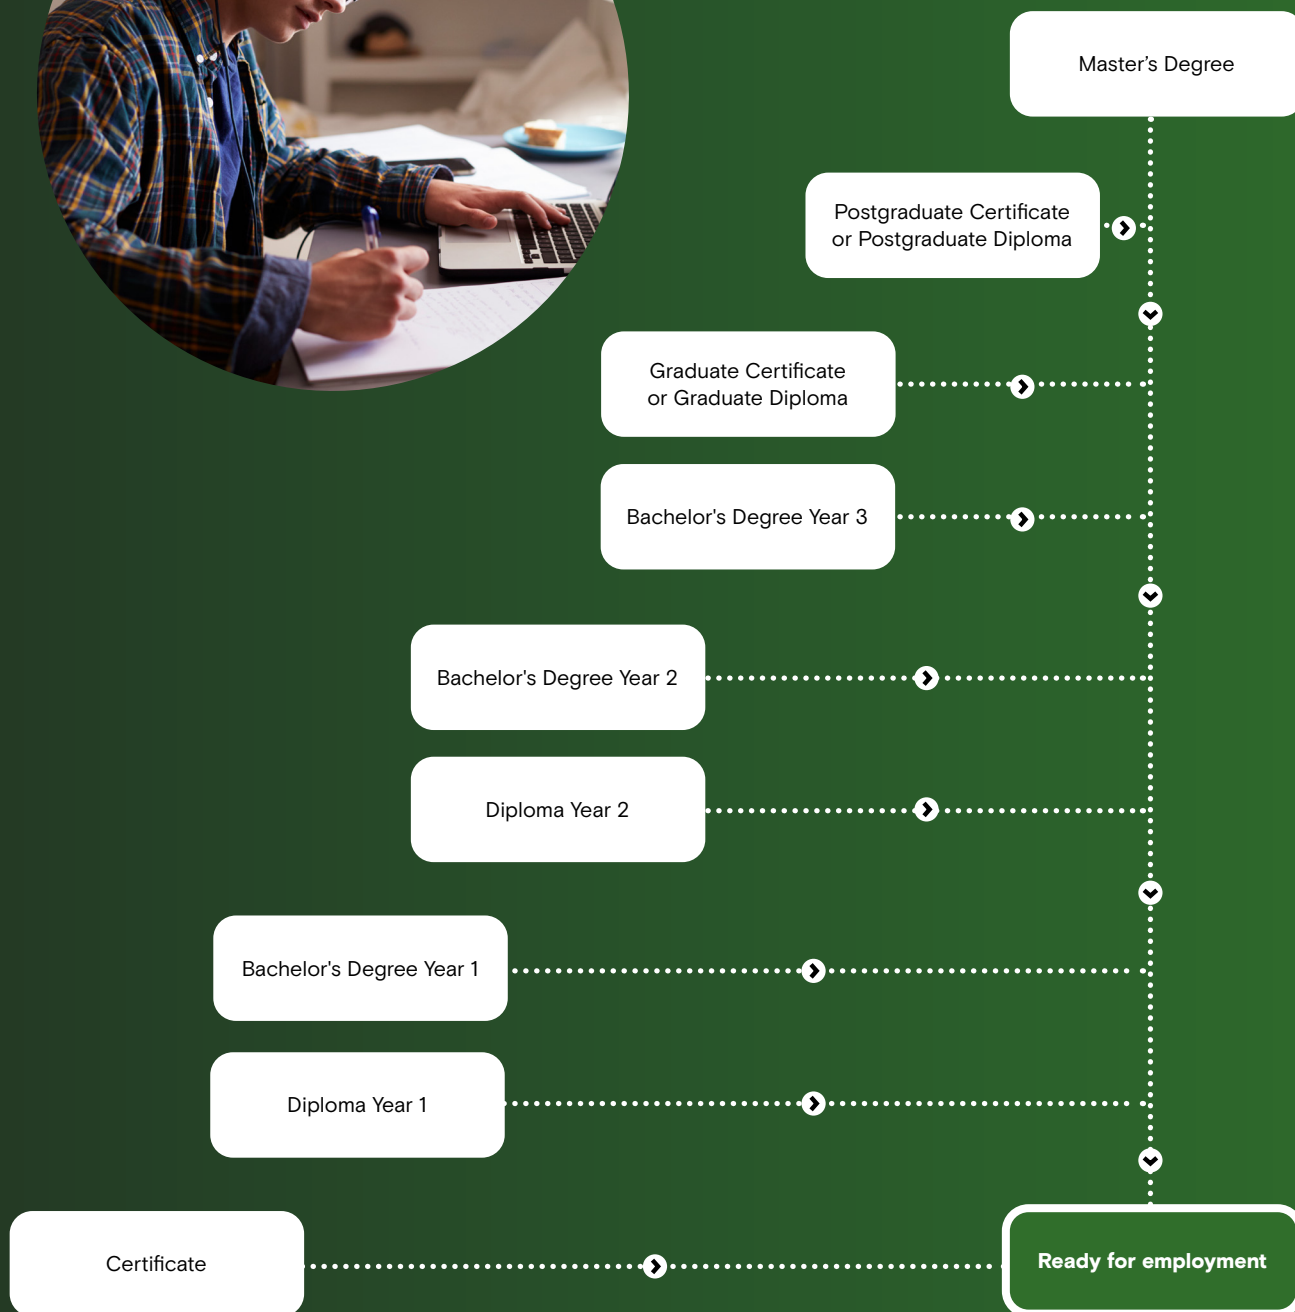 Master’s Degree
Postgraduate Certificate
or Postgraduate Diploma
Graduate Certificate
or Graduate Diploma
Bachelor's Degree Year 3
Bachelor's Degree Year 2
Diploma Year 2
Bachelor's Degree Year 1
Diploma Year 1
Certificate
Ready for employment